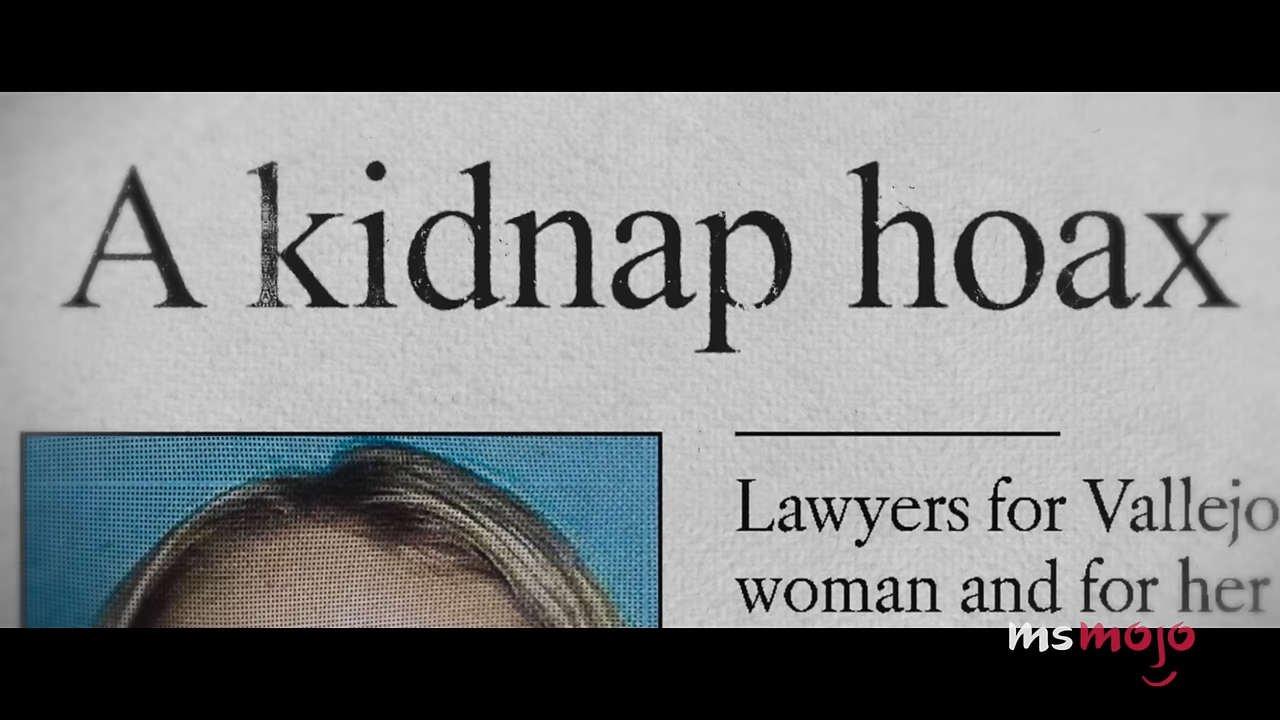 A kidnap hoax
Lawyers for Vallejo
woman and for her
msmojo